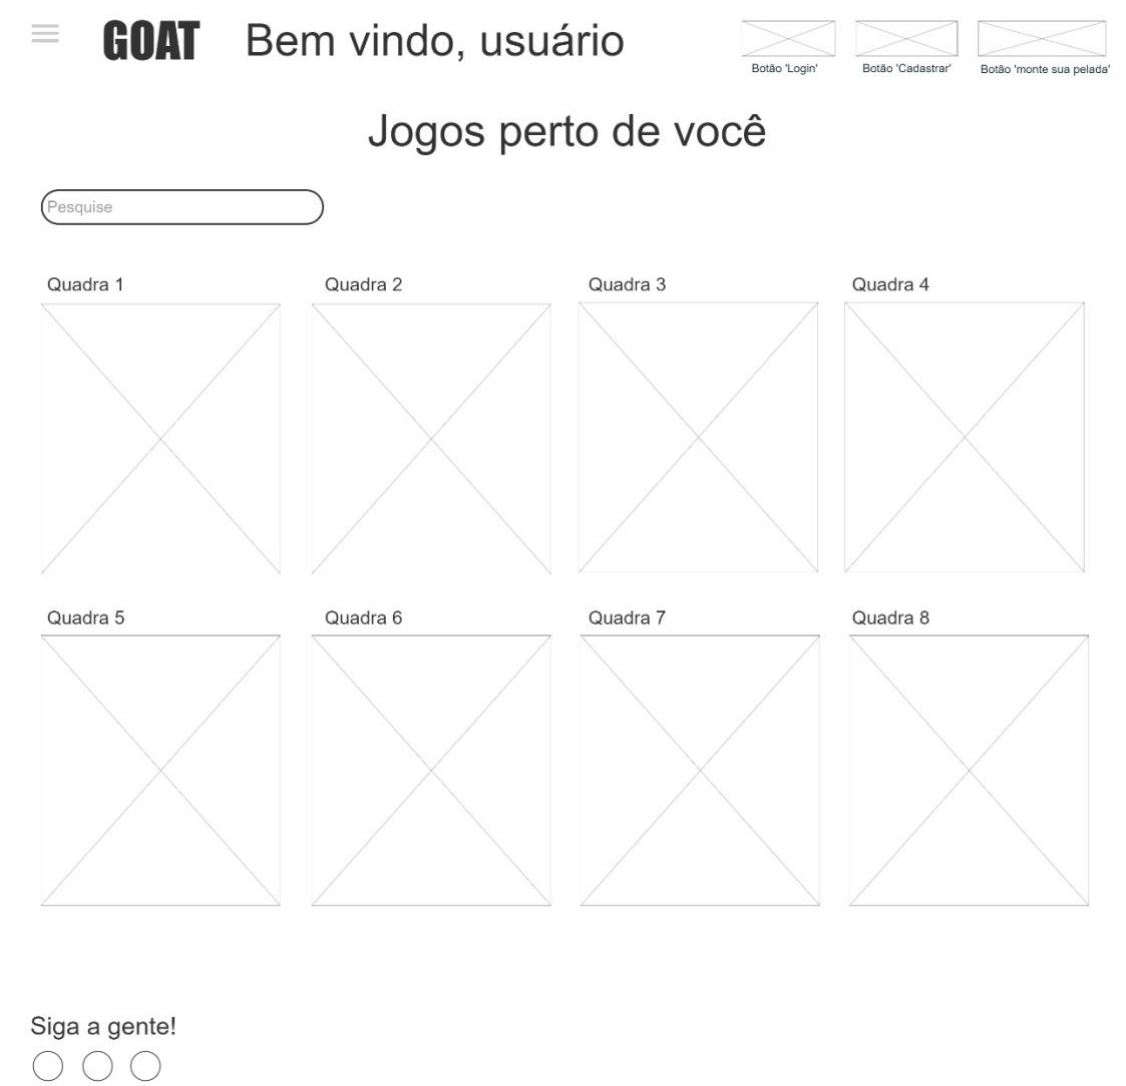 GOAT
Bem vindo, usuário
Botão 'Login'
Botão 'Cadastrar'
Botão 'monte sua pelada'
Jogos perto de você
Pesquise
Quadra 1
Quadra 2
Quadra 3
Quadra 4
Quadra 5
Quadra 6
Quadra 7
Quadra 8
Siga a gente!